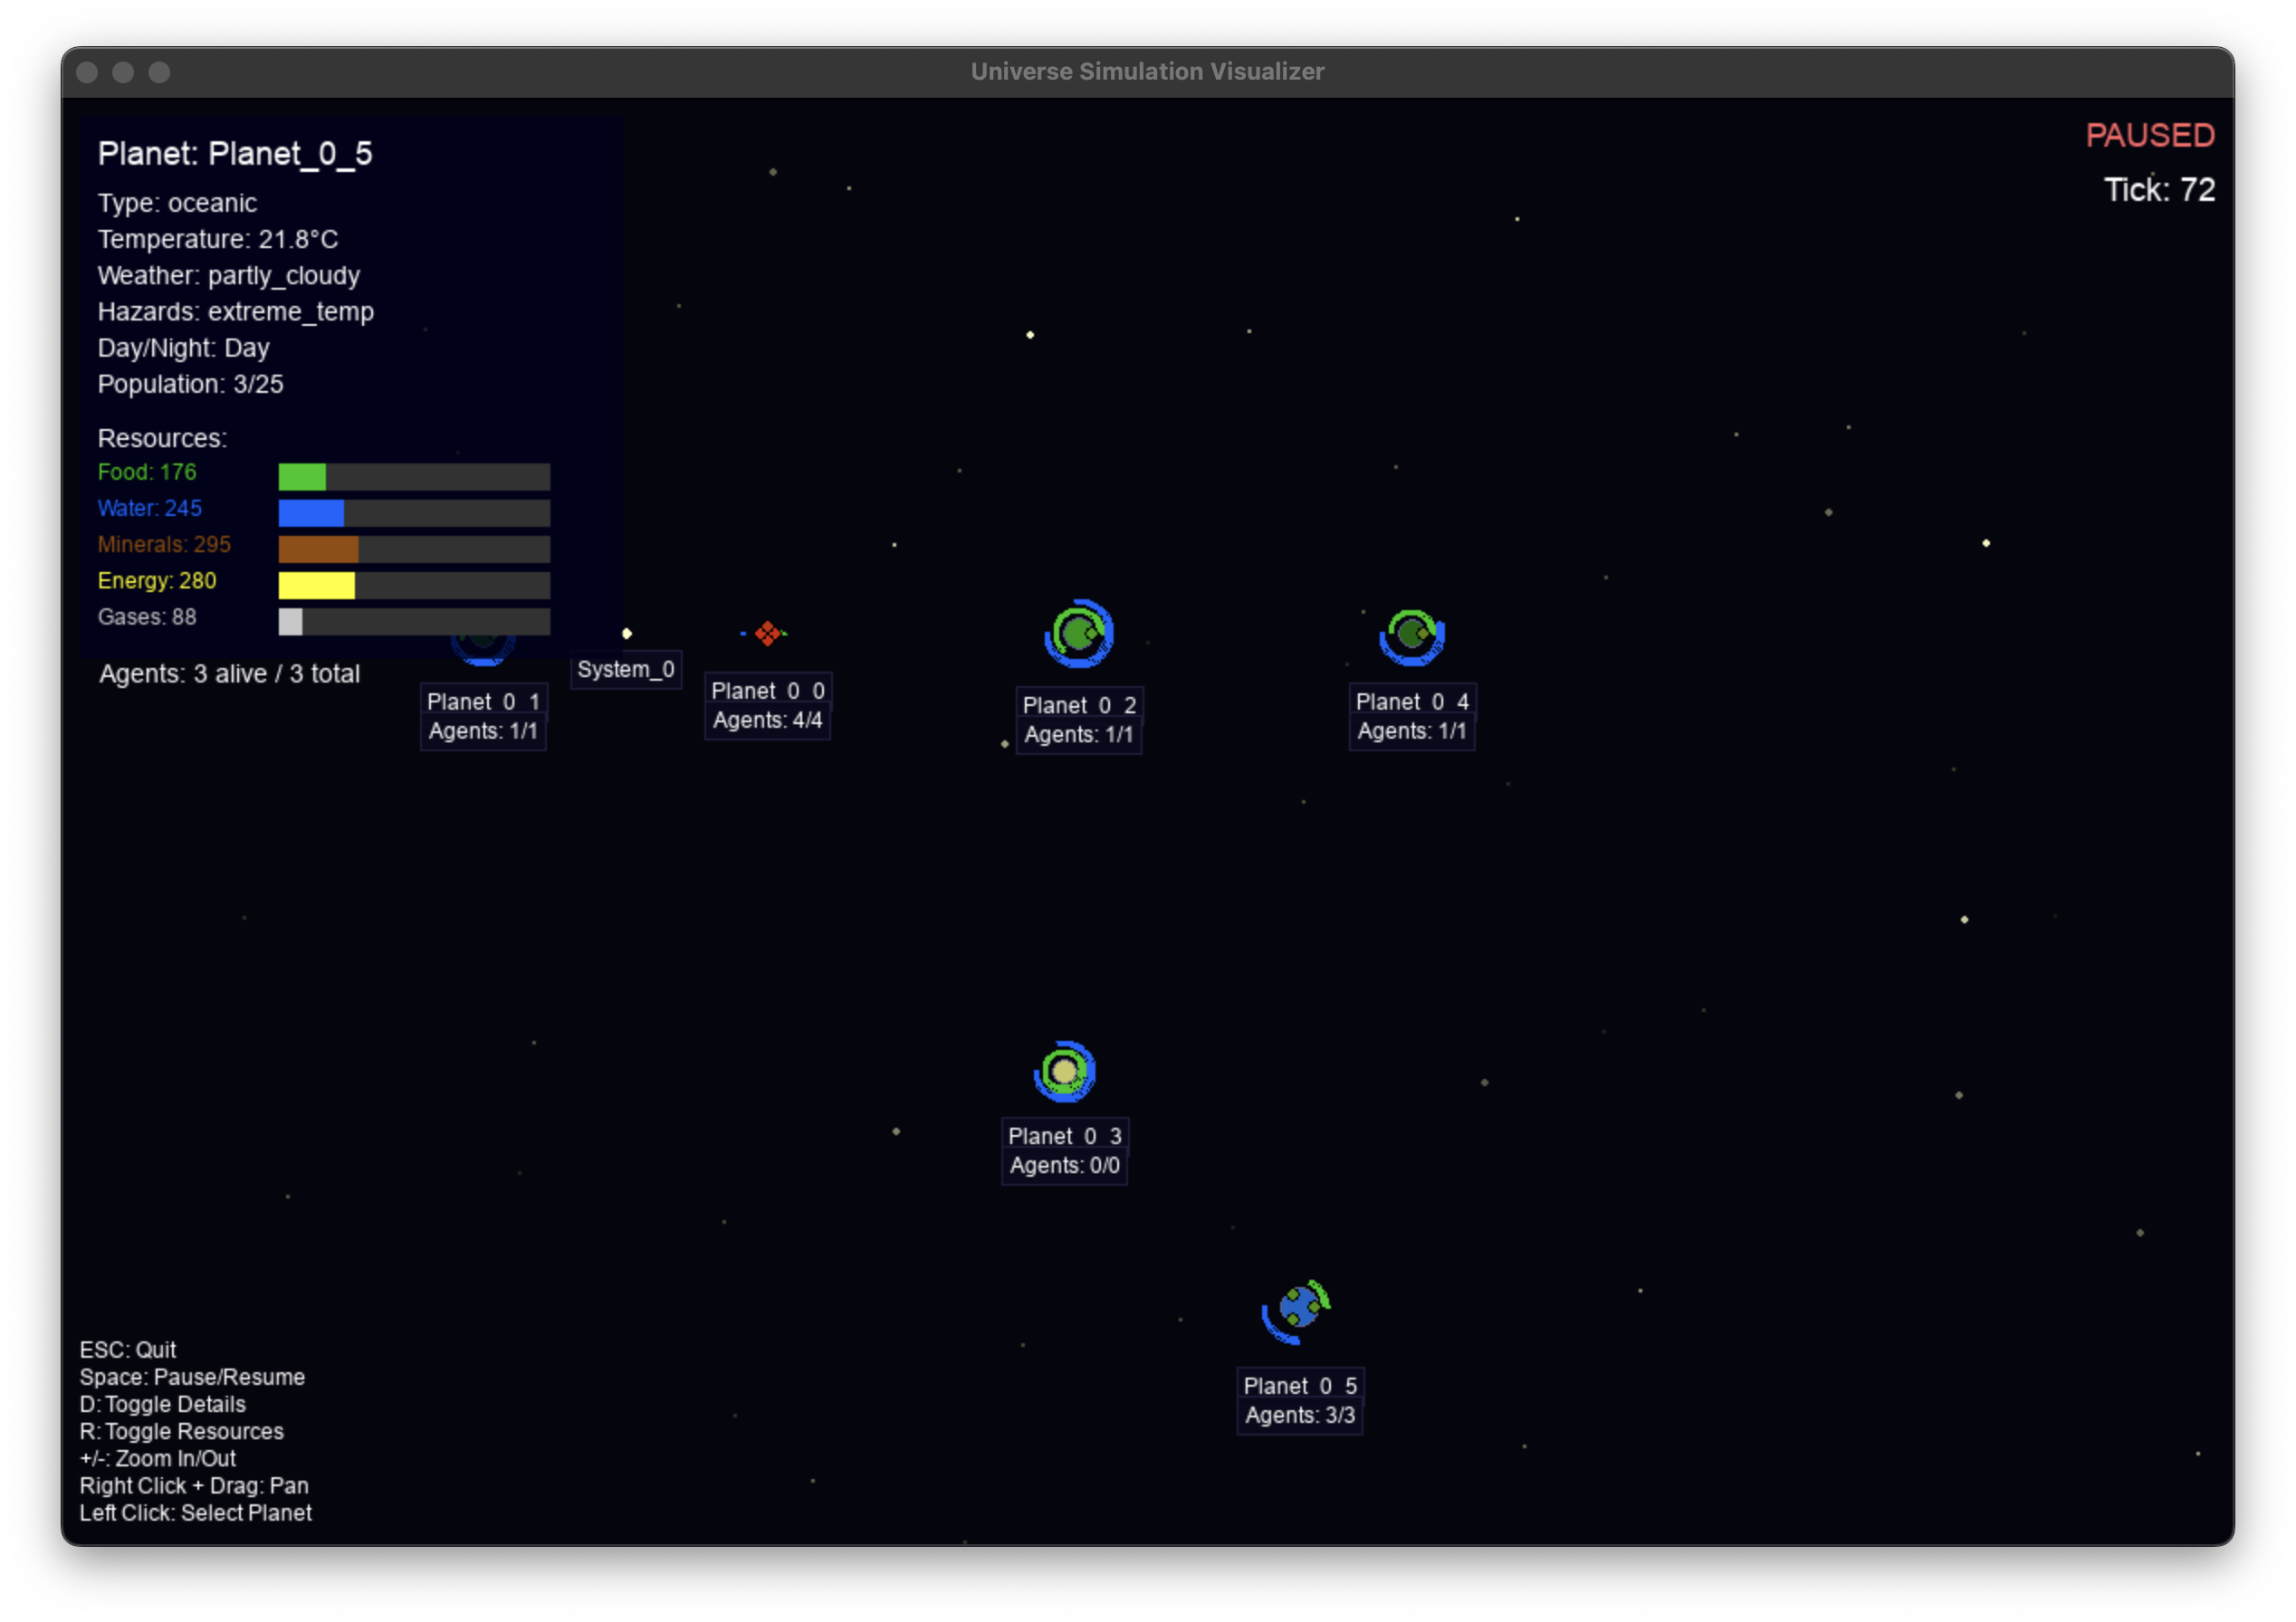 Universe Simulation Visualizer
Planet: Planet_0_5
Type: oceanic
Temperature: 21.8°C
Weather: partly_cloudy
Hazards: extreme_temp
Day/Night: Day
Population: 3/25
Resources:
Food: 176
Water: 245
Minerals: 295
Energy: 280
Gases: 88
Agents: 3 alive / 3 total
PAUSED
Tick: 72
System_0
Planet 0 1
Agents: 1/1
Planet 0 0
Agents: 4/4
Planet 0 2
Agents: 1/1
Planet 0 4
Agents: 1/1
Planet 0 3
Agents: 0/0
Planet 0 5
Agents: 3/3
ESC: Quit
Space: Pause/Resume
D: Toggle Details
R: Toggle Resources
+/-: Zoom In/Out
Right Click + Drag: Pan
Left Click: Select Planet